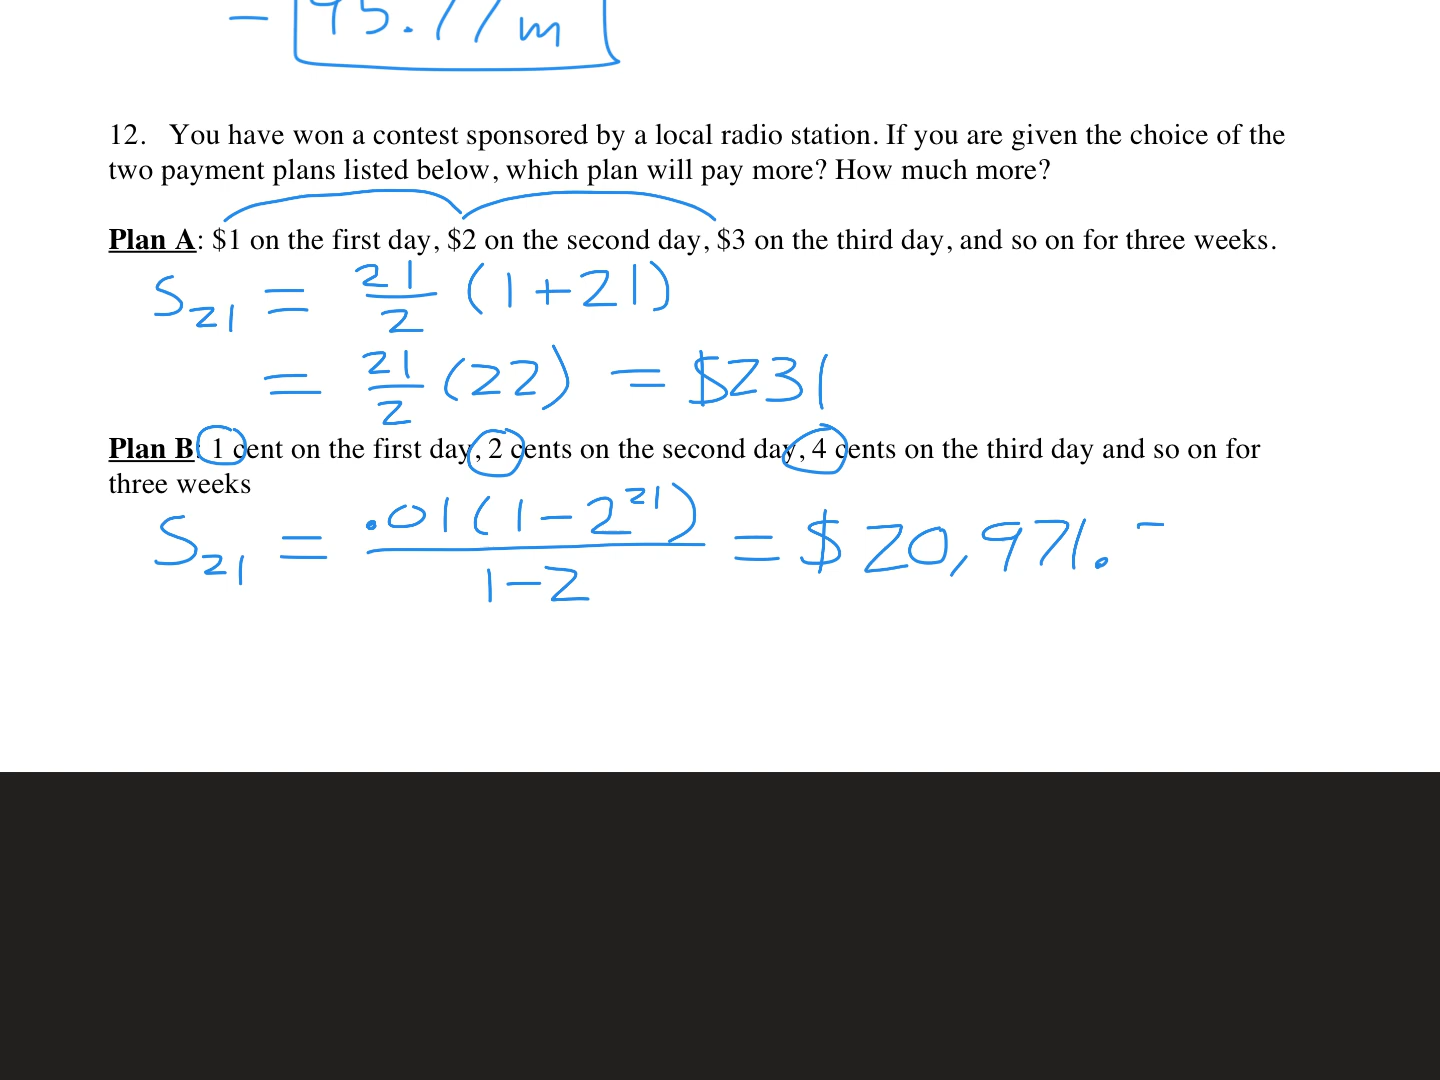 m
12. You have won a contest sponsored by a local radio station. If you are given the choice of the
two payment plans listed below, which plan will pay more? How much more?
Plan A: $1 on the first day, $2 on the second day, $3 on the third day, and so on for three weeks.
S₂₁ = 21/2 (1+21)
= 21/2 (22) = $231
Plan B: 1 cent on the first day, 2 cents on the second day, 4 cents on the third day and so on for
three weeks
S₂₁ = .01(1-2²¹)/1-2 = $20,971.